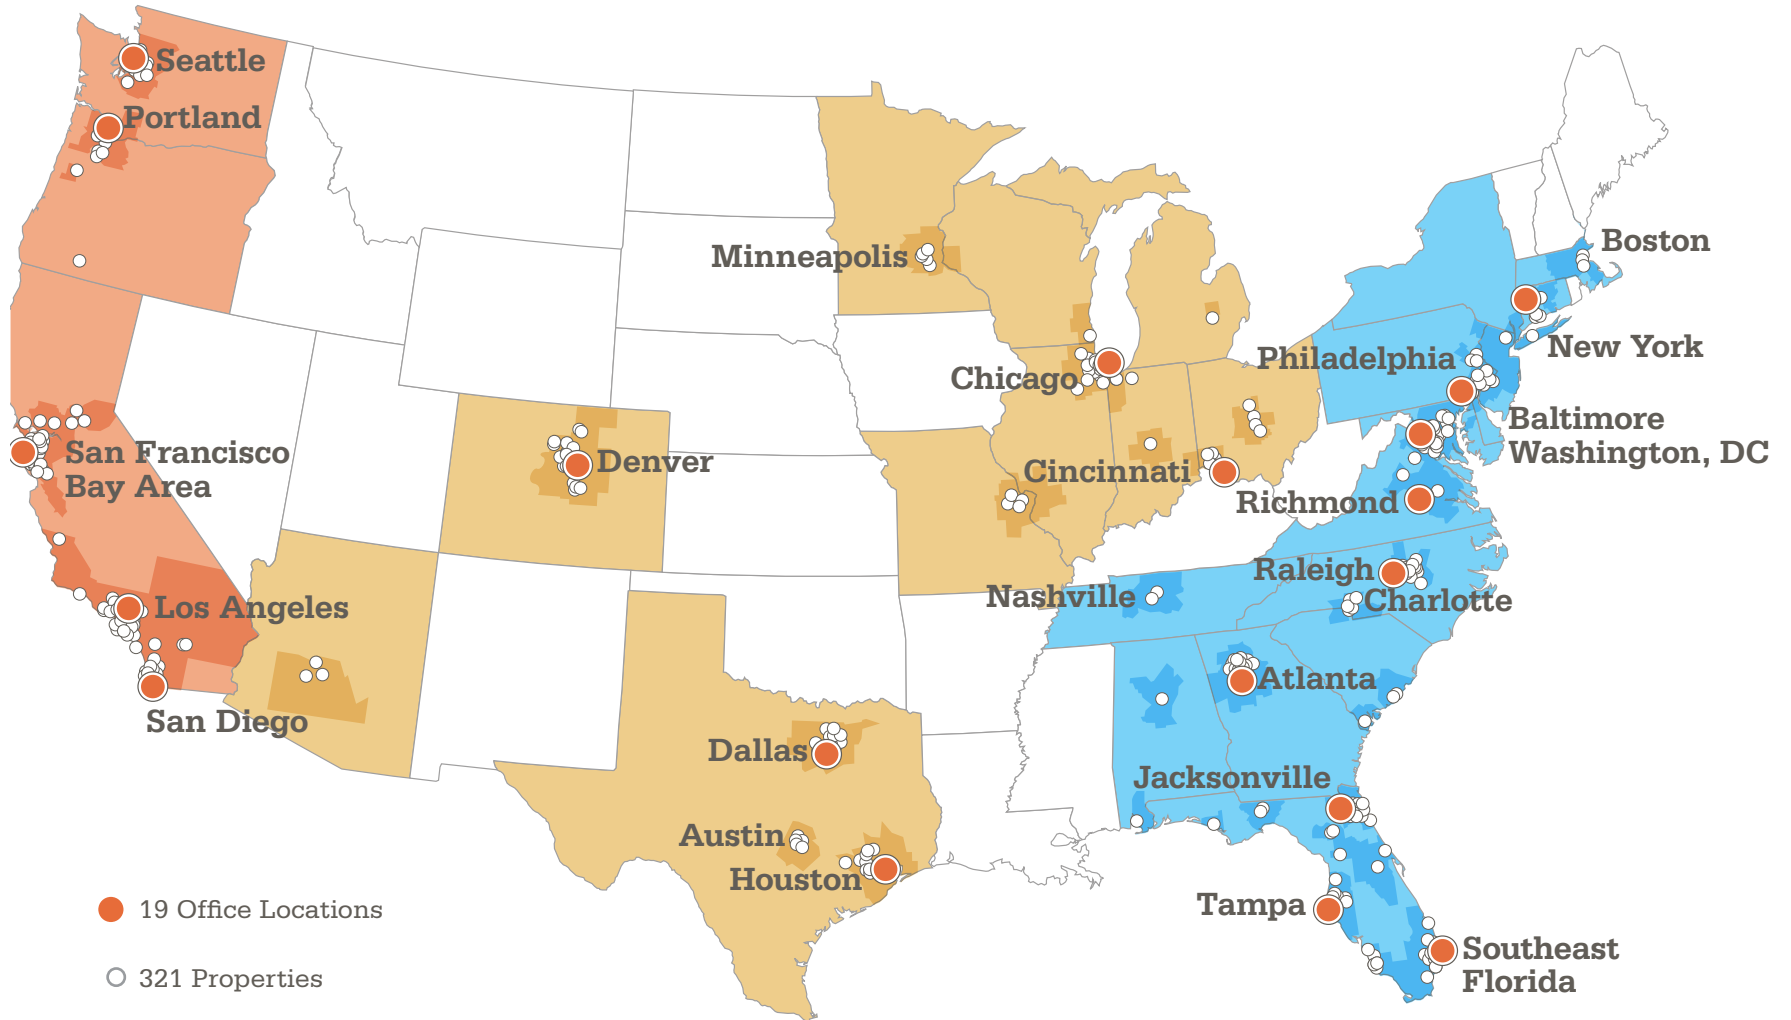 Seattle
Portland
Minneapolis
Boston
New York
Philadelphia
Chicago
Baltimore
Washington, DC
San Francisco
Bay Area
Denver
Cincinnati
Richmond
Raleigh
Nashville
Charlotte
Los Angeles
Atlanta
San Diego
Dallas
Jacksonville
Austin
Houston
Tampa
19 Office Locations
Southeast
Florida
321 Properties